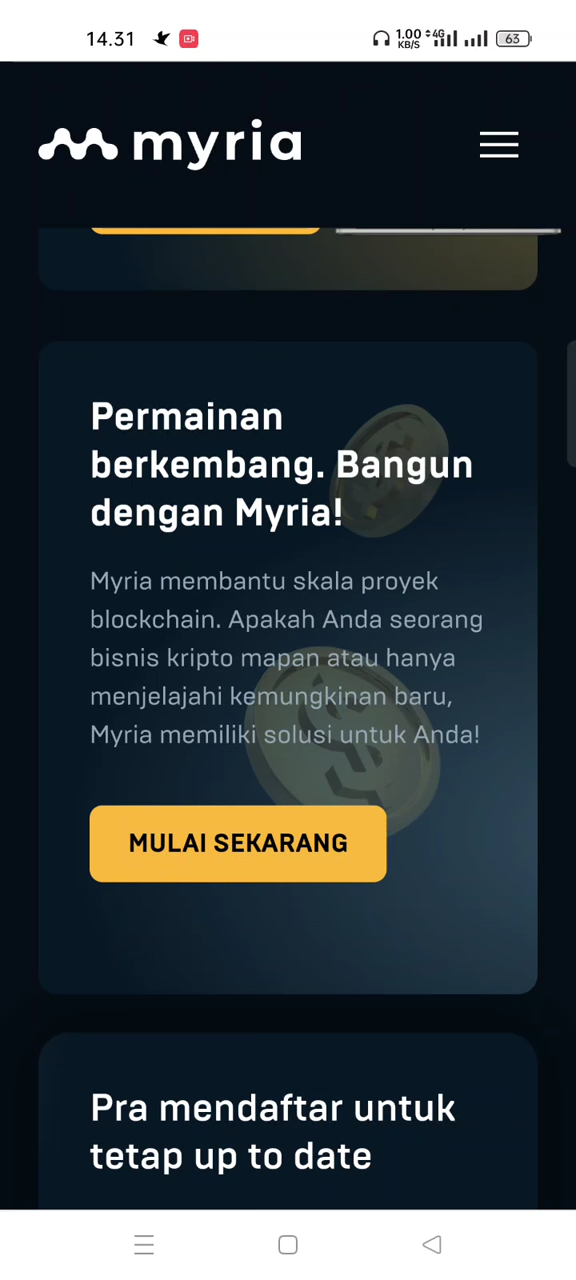 14.31
1.00
KB/S
4G
63
myria
Permainan
berkembang. Bangun
dengan Myria!
Myria membantu skala proyek
blockchain. Apakah Anda seorang
bisnis kripto mapan atau hanya
menjelajahi kemungkinan baru,
Myria memiliki solusi untuk Anda!
MULAI SEKARANG
Pra mendaftar untuk
tetap up to date